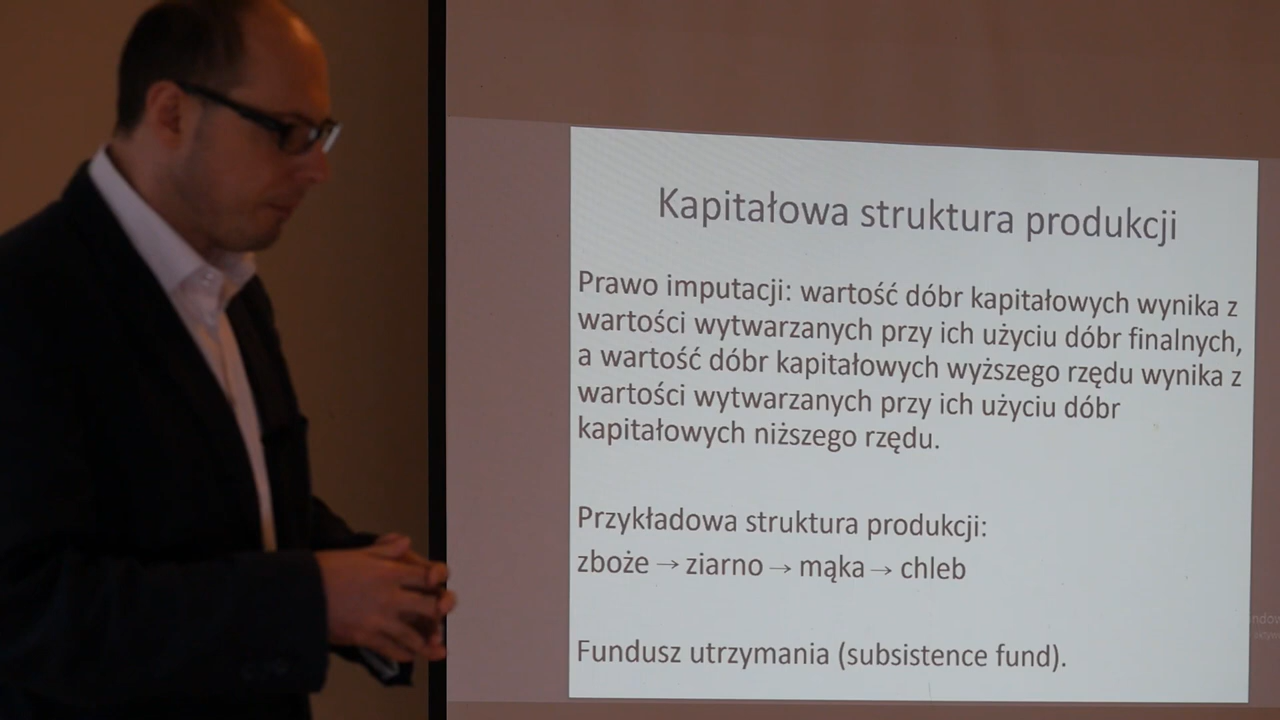 Kapitałowa struktura produkcji
Prawo imputacji: wartość dóbr kapitałowych wynika z
wartości wytwarzanych przy ich użyciu dóbr finalnych,
a wartość dóbr kapitałowych wyższego rzędu wynika z
wartości wytwarzanych przy ich użyciu dóbr
kapitałowych niższego rzędu.
Przykładowa struktura produkcji:
zboże → ziarno → mąka → chleb
Fundusz utrzymania (subsistence fund).